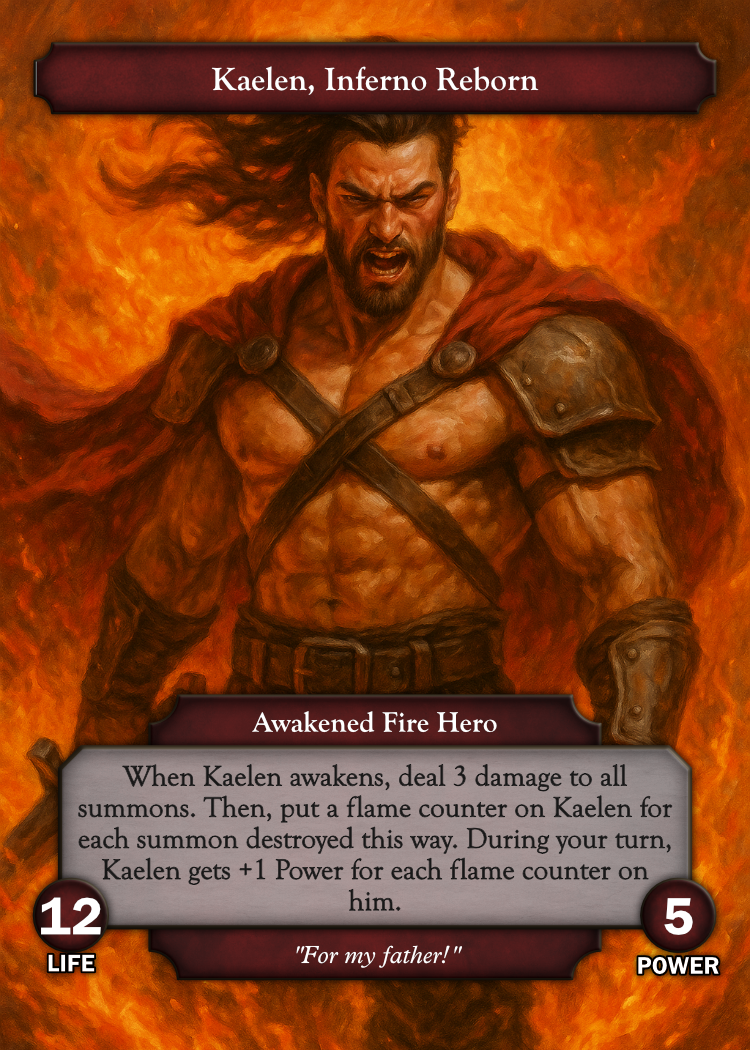 Kaelen, Inferno Reborn
Awakened Fire Hero
When Kaelen awakens, deal 3 damage to all
summons. Then, put a flame counter on Kaelen for
each summon destroyed this way. During your turn,
Kaelen gets +1 Power for each flame counter on
him.
12
LIFE
5
POWER
"For my father!"